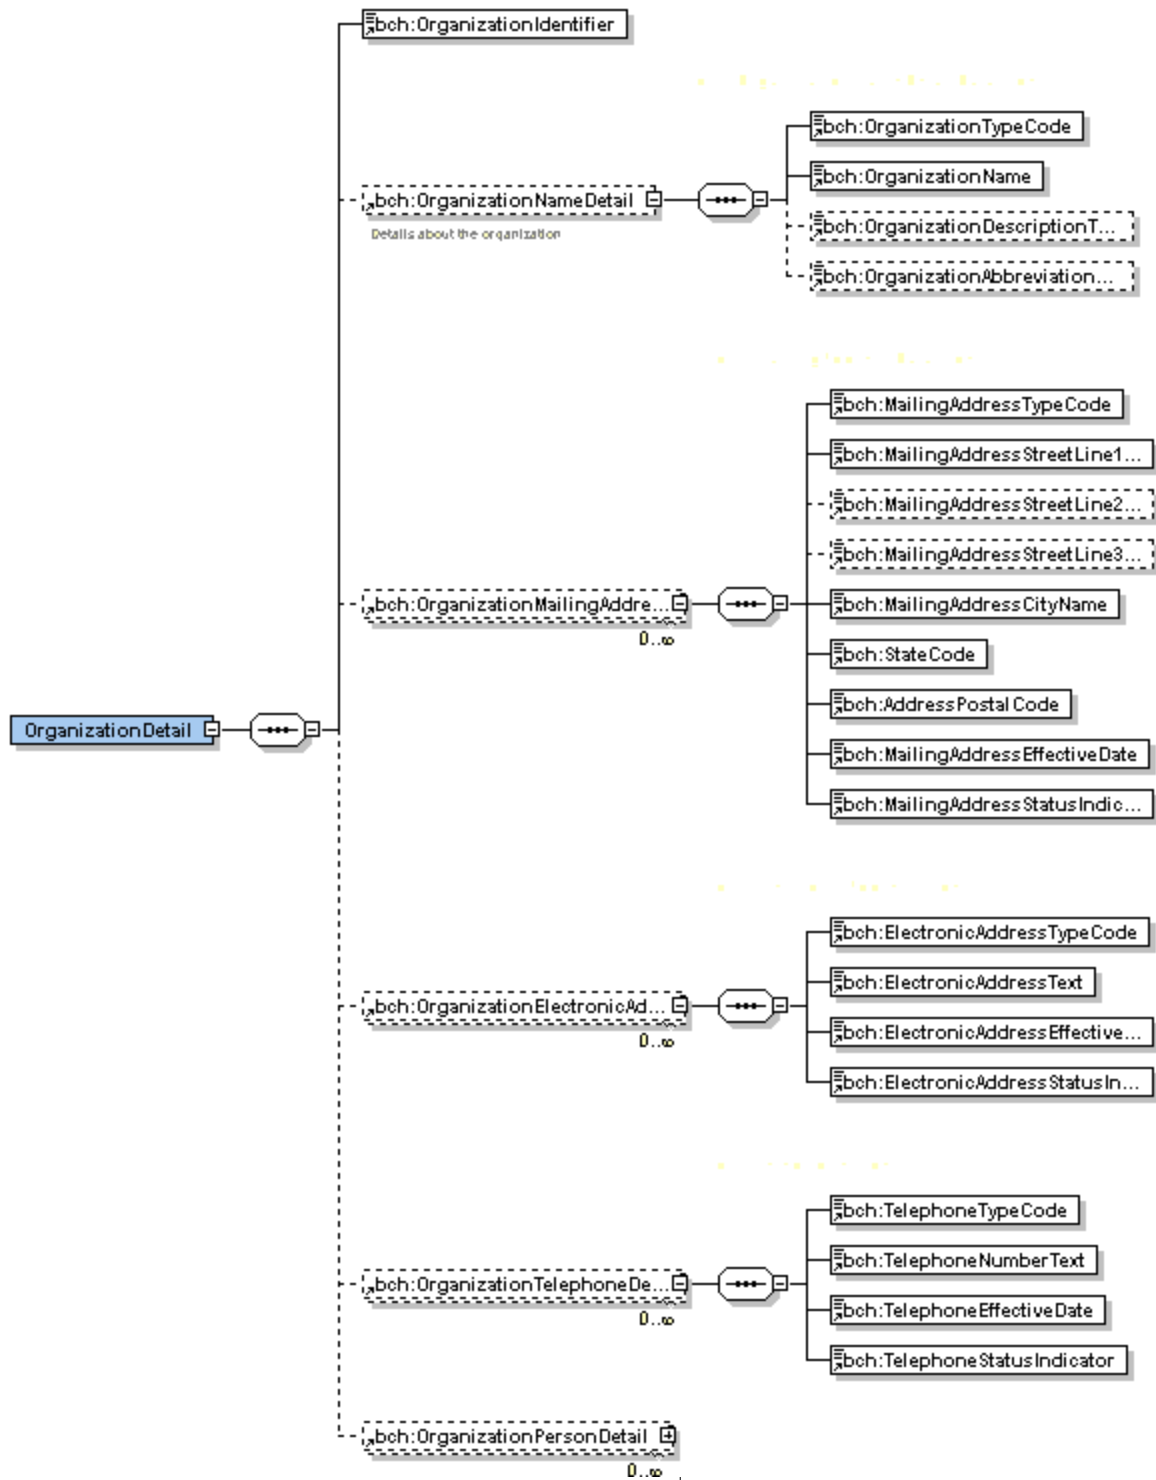 bch:OrganizationIdentifier
bch:OrganizationTypeCode
bch:OrganizationName
bch:OrganizationNameDetail
Details about the organization
bch:OrganizationDescriptionT...
bch:OrganizationAbbreviation...
bch:MailingAddressTypeCode
bch:MailingAddressStreetLine1...
bch:MailingAddressStreetLine2...
bch:MailingAddressStreetLine3...
bch:OrganizationMailingAddre...
0..∞
bch:MailingAddressCityName
bch:StateCode
bch:AddressPostalCode
OrganizationDetail
bch:MailingAddressEffectiveDate
bch:MailingAddressStatusIndic...
bch:ElectronicAddressTypeCode
bch:ElectronicAddressText
bch:OrganizationElectronicAd...
0..∞
bch:ElectronicAddressEffective...
bch:ElectronicAddressStatusIn...
bch:TelephoneTypeCode
bch:TelephoneNumberText
bch:OrganizationTelephoneDe...
0..∞
bch:TelephoneEffectiveDate
bch:TelephoneStatusIndicator
bch:OrganizationPersonDetail
0..∞